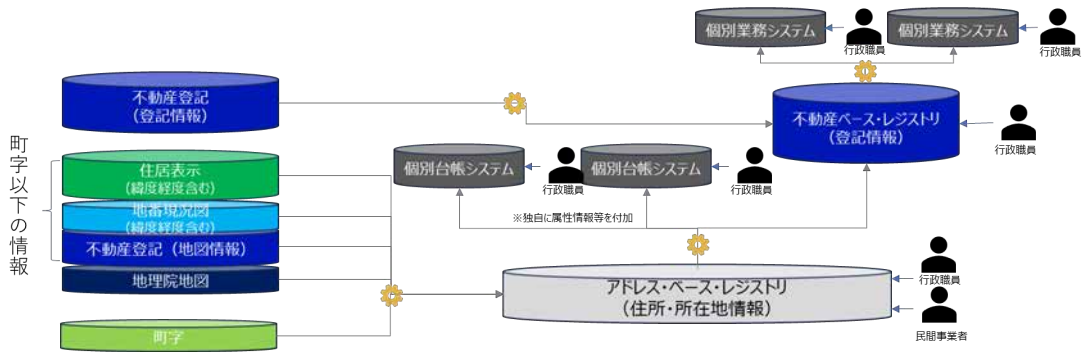 個別業務システム
行政職員
個別業務システム
行政職員
不動産登記
（登記情報）
不動産ベース・レジストリ
（登記情報）
行政職員
町字以下の情報
住居表示
（緯度経度含む）
個別台帳システム
行政職員
個別台帳システム
行政職員
地番現況図
（緯度経度含む）
※独自に属性情報等を付加
不動産登記（地図情報）
地理院地図
アドレス・ベース・レジストリ
（住所・所在地情報）
行政職員
民間事業者
町字